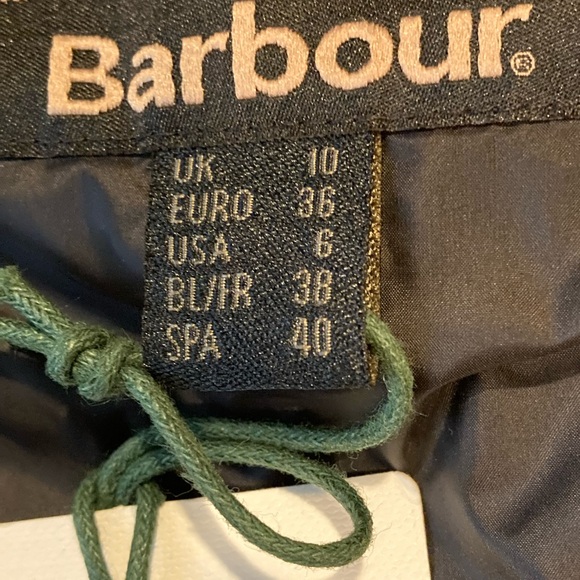 Barbour®
UK 10
EURO 36
USA 6
BL/FR 38
SPA 40